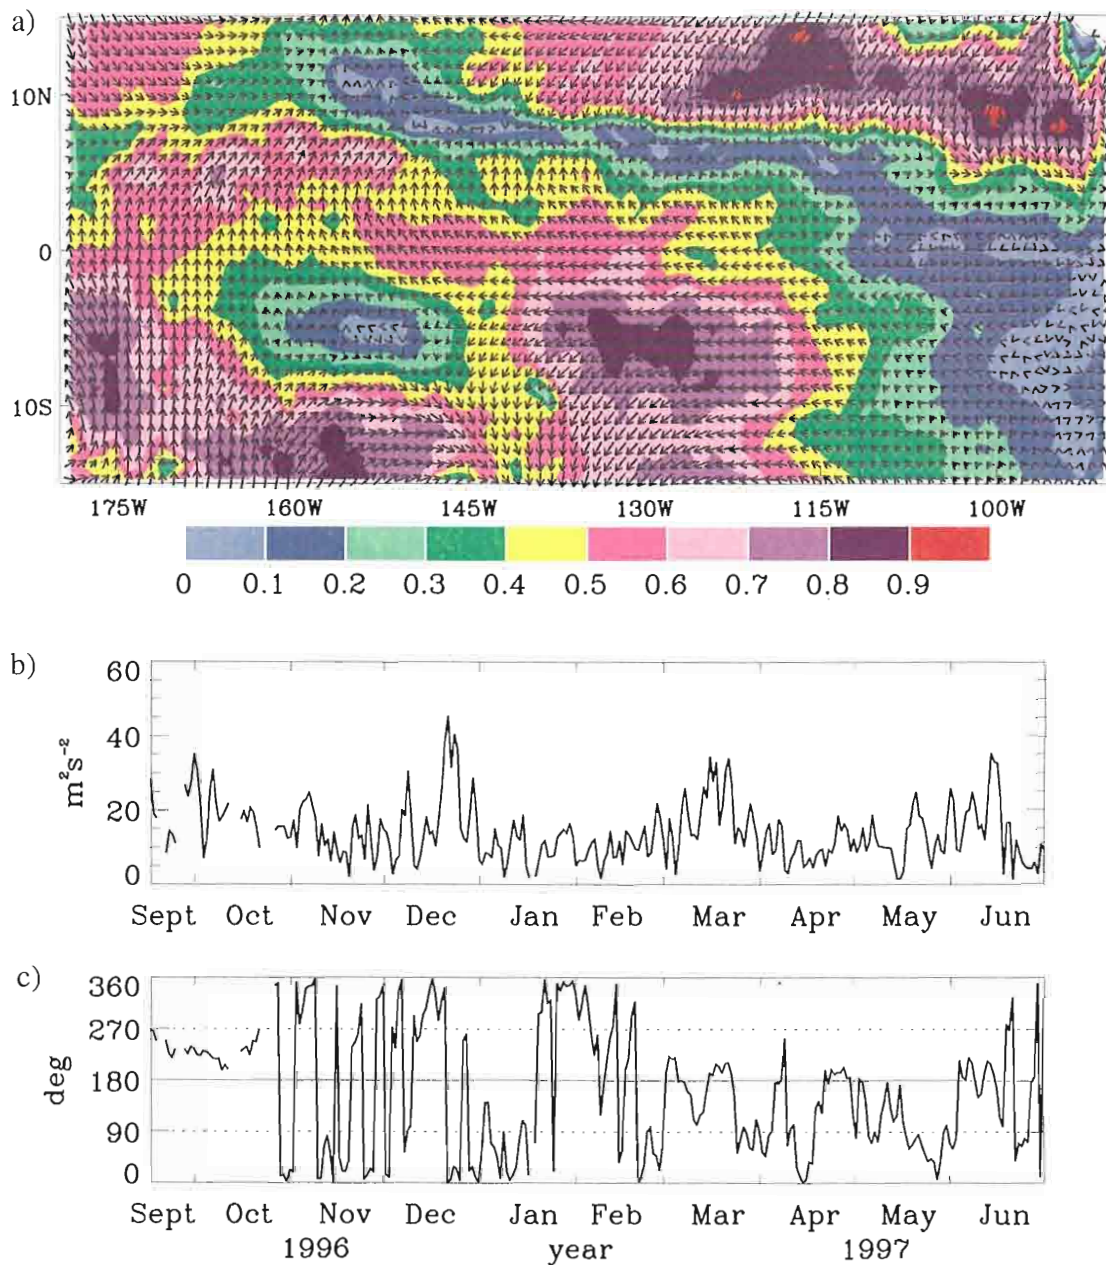 a)
10N
0
10S
175W 160W 145W 130W 115W 100W
0 0.1 0.2 0.3 0.4 0.5 0.6 0.7 0.8 0.9
b)
60
40
20
0
m²s⁻²
Sept Oct Nov Dec Jan Feb Mar Apr May Jun
c)
360
270
180
90
0
deg
Sept Oct Nov Dec Jan Feb Mar Apr May Jun
1996 year 1997